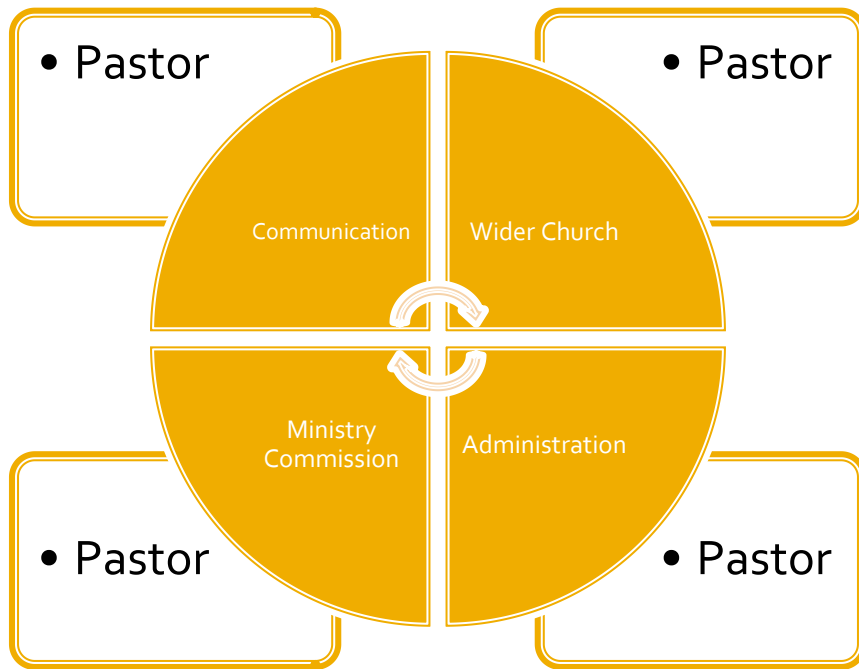 • Pastor
• Pastor
Communication
Wider Church
Ministry
Commission
Administration
• Pastor
• Pastor